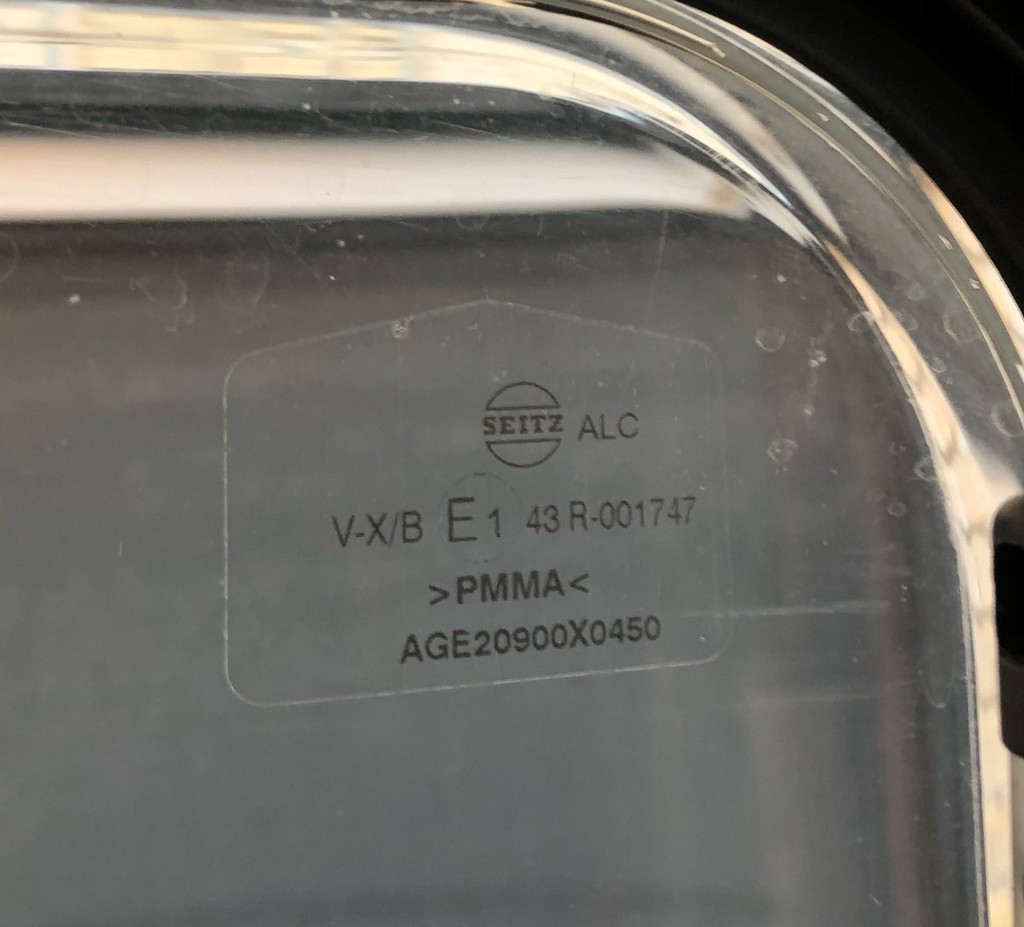 SEITZ ALC
V-X/B E1 43 R-001747
>PMMA<
AGE20900X0450